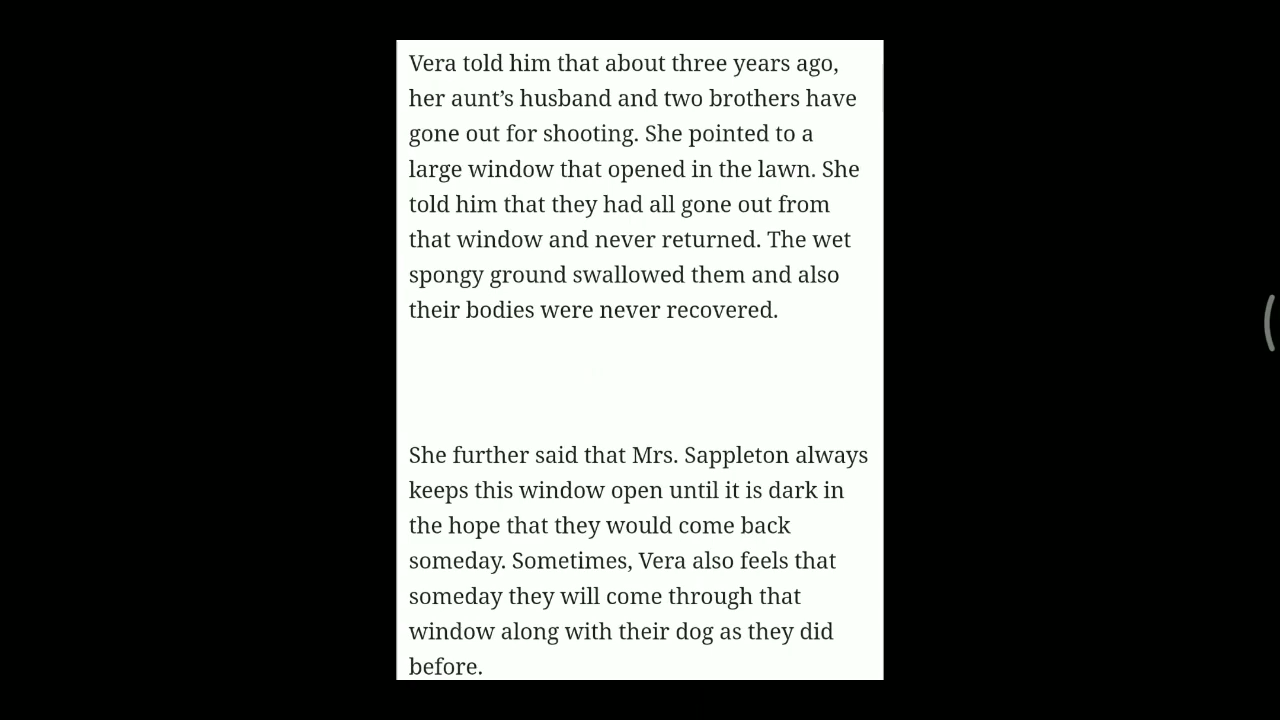 Vera told him that about three years ago,
her aunt’s husband and two brothers have
gone out for shooting. She pointed to a
large window that opened in the lawn. She
told him that they had all gone out from
that window and never returned. The wet
spongy ground swallowed them and also
their bodies were never recovered.
She further said that Mrs. Sappleton always
keeps this window open until it is dark in
the hope that they would come back
someday. Sometimes, Vera also feels that
someday they will come through that
window along with their dog as they did
before.